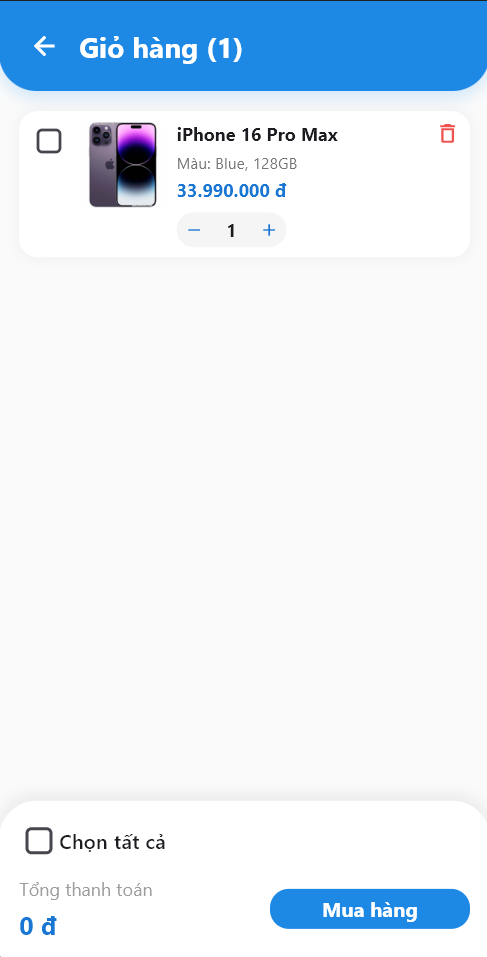 Giỏ hàng (1)
iPhone 16 Pro Max
Màu: Blue, 128GB
33.990.000 đ
1
Chọn tất cả
Tổng thanh toán
0 đ
Mua hàng